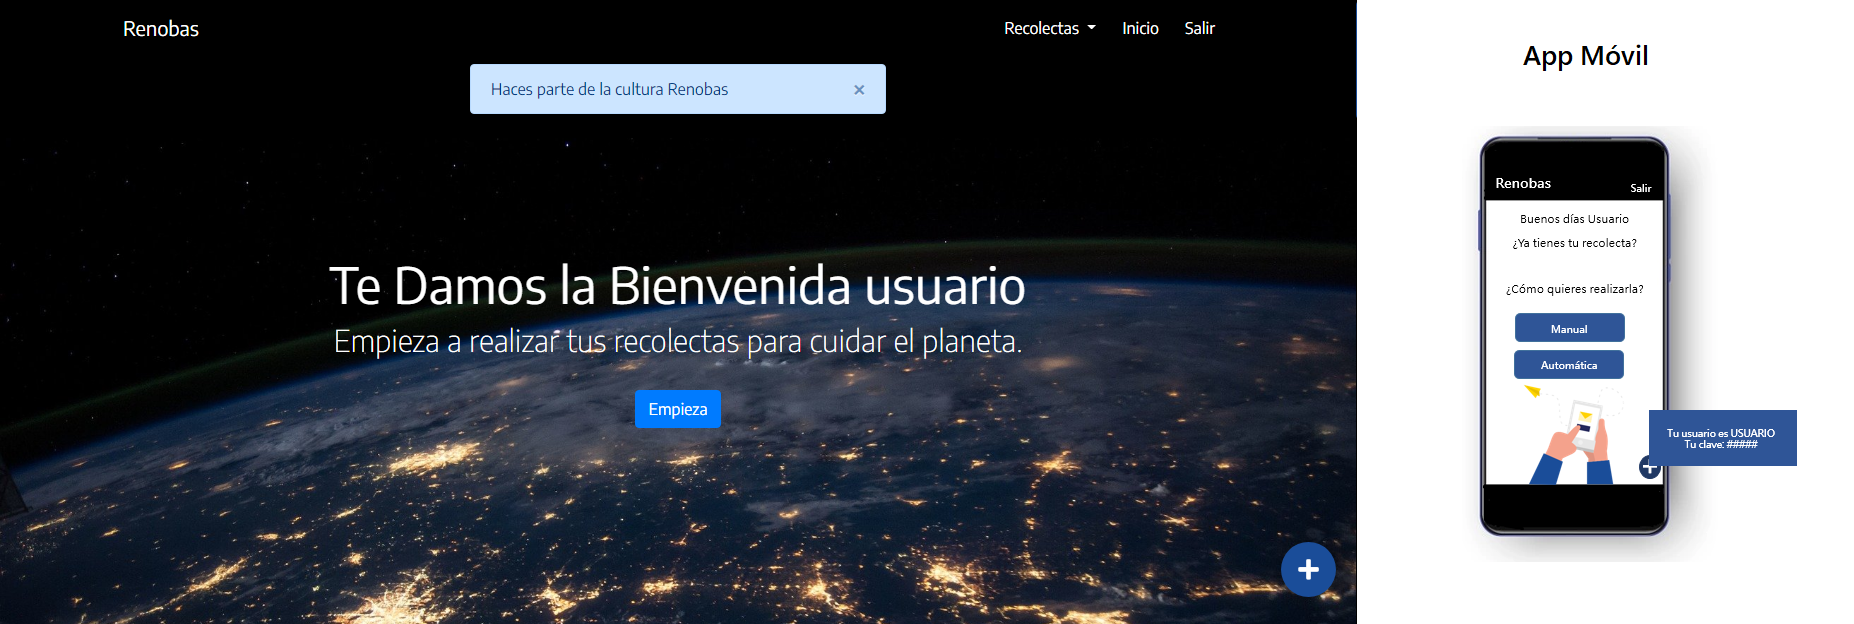 Renobas
Recolectas
Inicio
Salir
Haces parte de la cultura Renobas
×
Te Damos la Bienvenida usuario
Empieza a realizar tus recolectas para cuidar el planeta.
Empieza
App Móvil
Renobas
Salir
Buenos días Usuario
¿Ya tienes tu recolecta?
¿Cómo quieres realizarla?
Manual
Automática
Tu usuario es USUARIO
Tu clave: #####